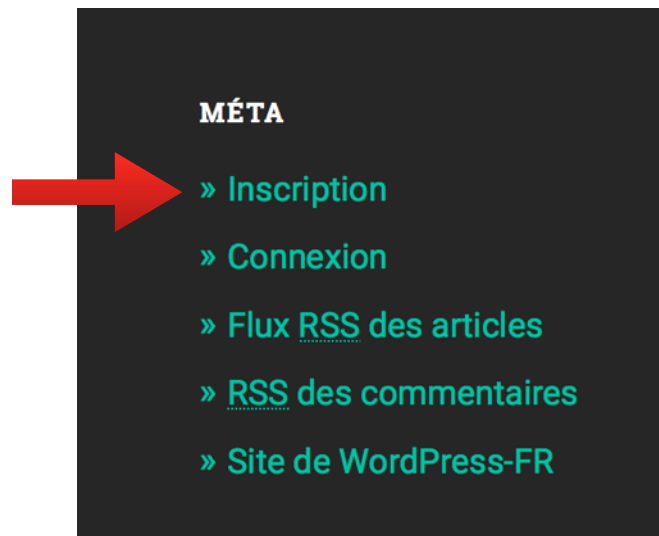 MÉTA
» Inscription
» Connexion
» Flux RSS des articles
» RSS des commentaires
» Site de WordPress-FR